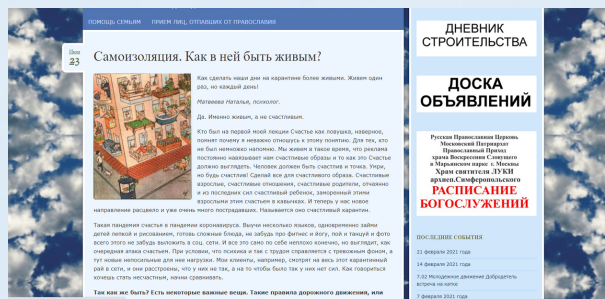 ПОМОЩЬ СЕМЬЯМ ПРИЕМ ЛИЦ, ОТПАВШИХ ОТ ПРАВОСЛАВИЯ
Июн
23
Самоизоляция. Как в ней быть живым?
Как сделать наши дни на карантине более живыми. Живем один
раз, но каждый день!
Матвеева Наталья, психолог.
Да. Именно живым, а не счастливым.
Кто был на первой моей лекции Счастье как ловушка, наверное,
помнят почему я неважно отношусь к этому понятию. Для тех, кто
не был немножко напомню. Мы живем в такое время, что реклама
постоянно навязывает нам счастливые образы и то как это Счастье
должно выглядеть. Человек должен быть счастлив и точка. Умри,
но будь счастлив! Сделай все для счастливого образа. Счастливые
взрослые, счастливые отношения, счастливые родители, отчаянно
и из последних сил счастливый ребенок, заморенный этими
взрослыми этим счастьем в кавычках. И теперь у нас новое
направление расцвело и уже очень много пострадавших. Называется оно счастливый карантин.
Такая пандемия счастья в пандемии коронавируса. Выучи несколько языков, одновременно займи
детей лепкой и рисованием, готовь сложные блюда, не забудь про фитнес и йогу, пой и танцуй и фото
всего этого не забудь выложить в соц. сети. И все это само по себе неплохо конечно, но выглядит, как
очередная атака счастьем. При условии, что психика и так с трудом справляется с тревожным фоном, а
тут новые непосильные для нее нагрузки. Мои клиенты, например, смотрят на весь этот карантинный
рай в сети, и они расстроены, что у них не так, а на то чтобы было так у них нет сил. Как говориться
хочешь стать несчастным, начни сравнивать.
Так как же быть? Есть некоторые важные вещи. Такие правила дорожного движения, или
ДНЕВНИК
СТРОИТЕЛЬСТВА
ДОСКА
ОБЪЯВЛЕНИЙ
Русская Православная Церковь
Московский Патриархат
Православный Приход
храма Воскресения Словущего
в Марьинском парке г. Москвы
Храм святителя ЛУКИ
архиеп.Симферопольского
РАСПИСАНИЕ
БОГОСЛУЖЕНИЙ
ПОСЛЕДНИЕ СОБЫТИЯ
21 февраля 2021 года
14 февраля 2021 года
7.02 Молодежное движение Добродетель
встреча на катке
7 февраля 2021 года